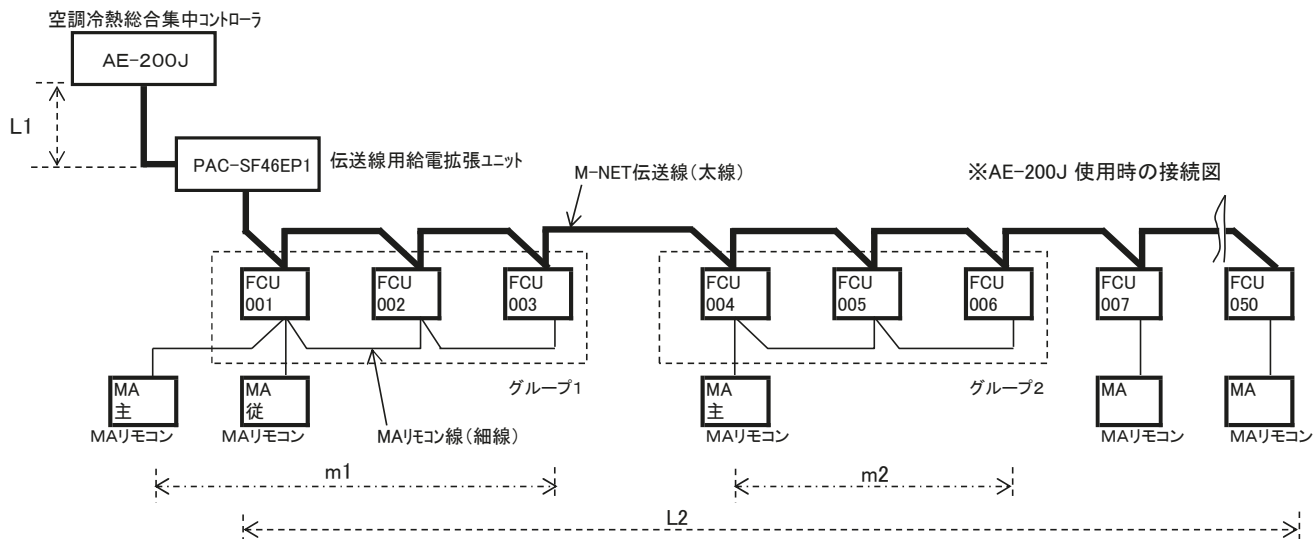 空調冷熱総合集中コントローラ
AE-200J
L1
PAC-SF46EP1
伝送線用給電拡張ユニット
M-NET伝送線(太線)
※AE-200J 使用時の接続図
FCU
001
FCU
002
FCU
003
FCU
004
FCU
005
FCU
006
FCU
007
FCU
050
グループ1
グループ2
MA
主
MA
従
MA
主
MA
MA
MAリモコン
MAリモコン
MAリモコン線(細線)
MAリモコン
MAリモコン
MAリモコン
m1
m2
L2